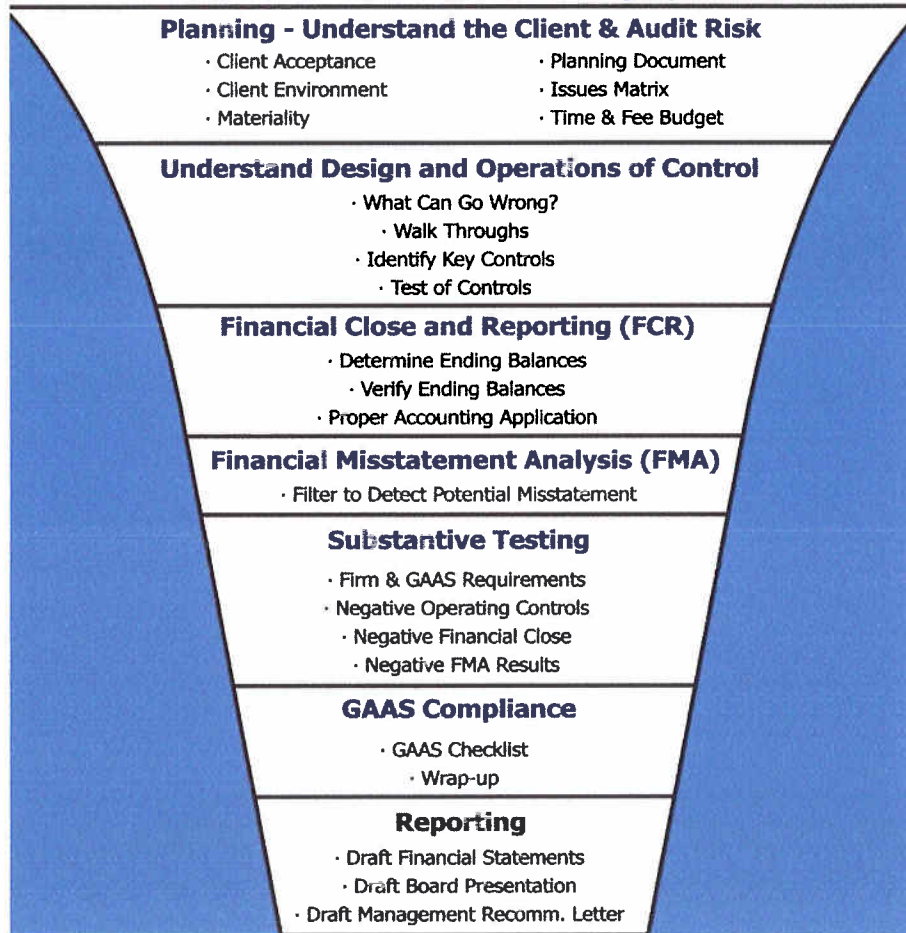 Planning - Understand the Client & Audit Risk
· Client Acceptance
· Client Environment
· Materiality
· Planning Document
· Issues Matrix
· Time & Fee Budget
Understand Design and Operations of Control
· What Can Go Wrong?
· Walk Throughs
· Identify Key Controls
· Test of Controls
Financial Close and Reporting (FCR)
· Determine Ending Balances
· Verify Ending Balances
· Proper Accounting Application
Financial Misstatement Analysis (FMA)
· Filter to Detect Potential Misstatement
Substantive Testing
· Firm & GAAS Requirements
· Negative Operating Controls
· Negative Financial Close
· Negative FMA Results
GAAS Compliance
· GAAS Checklist
· Wrap-up
Reporting
· Draft Financial Statements
· Draft Board Presentation
· Draft Management Recomm. Letter